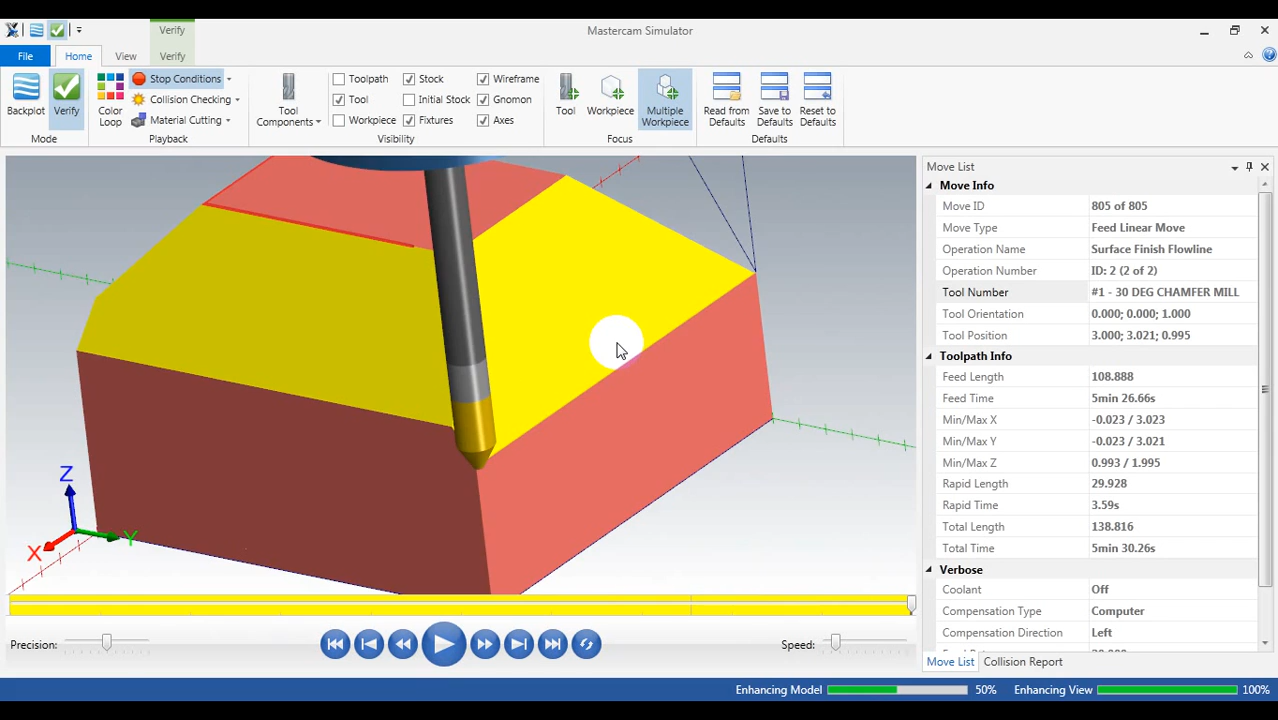 Verify
Mastercam Simulator
File
Home
View
Verify
Backplot
Verify
Mode
Color Loop
Stop Conditions
Collision Checking
Material Cutting
Playback
Tool Components
Toolpath
Stock
Wireframe
Tool
Initial Stock
Gnomon
Workpiece
Fixtures
Axes
Visibility
Tool
Workpiece
Multiple Workpiece
Focus
Read from Defaults
Save to Defaults
Reset to Defaults
Defaults
Move List
Move Info
Move ID 805 of 805
Move Type Feed Linear Move
Operation Name Surface Finish Flowline
Operation Number ID: 2 (2 of 2)
Tool Number #1 - 30 DEG CHAMFER MILL
Tool Orientation 0.000; 0.000; 1.000
Tool Position 3.000; 3.021; 0.995
Toolpath Info
Feed Length 108.888
Feed Time 5min 26.66s
Min/Max X -0.023 / 3.023
Min/Max Y -0.023 / 3.021
Min/Max Z 0.993 / 1.995
Rapid Length 29.928
Rapid Time 3.59s
Total Length 138.816
Total Time 5min 30.26s
Verbose
Coolant Off
Compensation Type Computer
Compensation Direction Left
Move List
Collision Report
Z
X
Y
Precision:
Speed:
Enhancing Model 50%
Enhancing View 100%